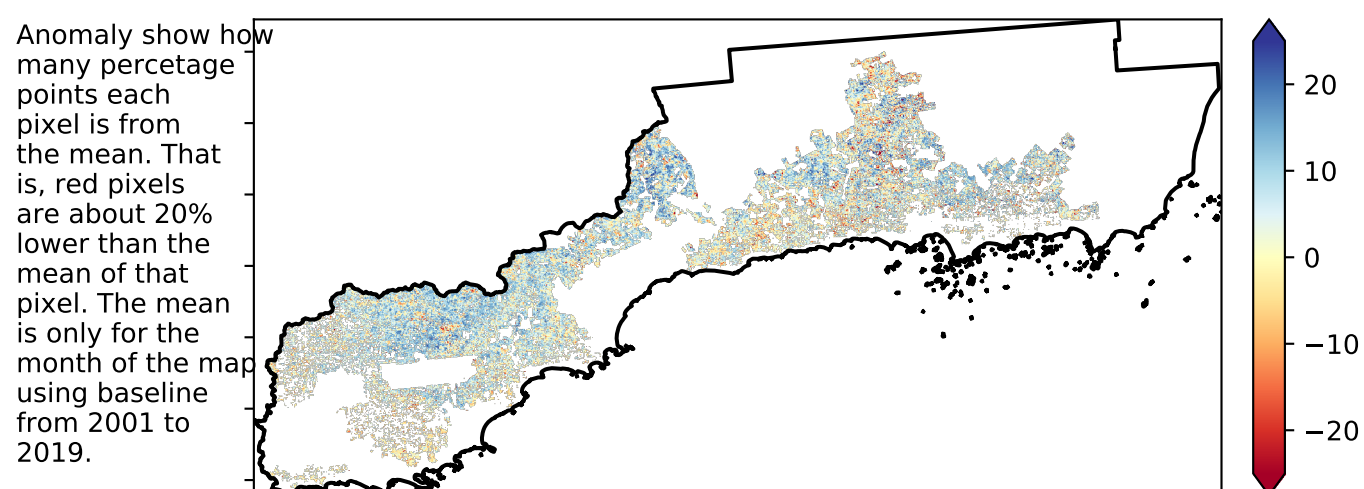 Anomaly show how
many percetage
points each
pixel is from
the mean. That
is, red pixels
are about 20%
lower than the
mean of that
pixel. The mean
is only for the
month of the map
using baseline
from 2001 to
2019.
20
10
0
−10
−20